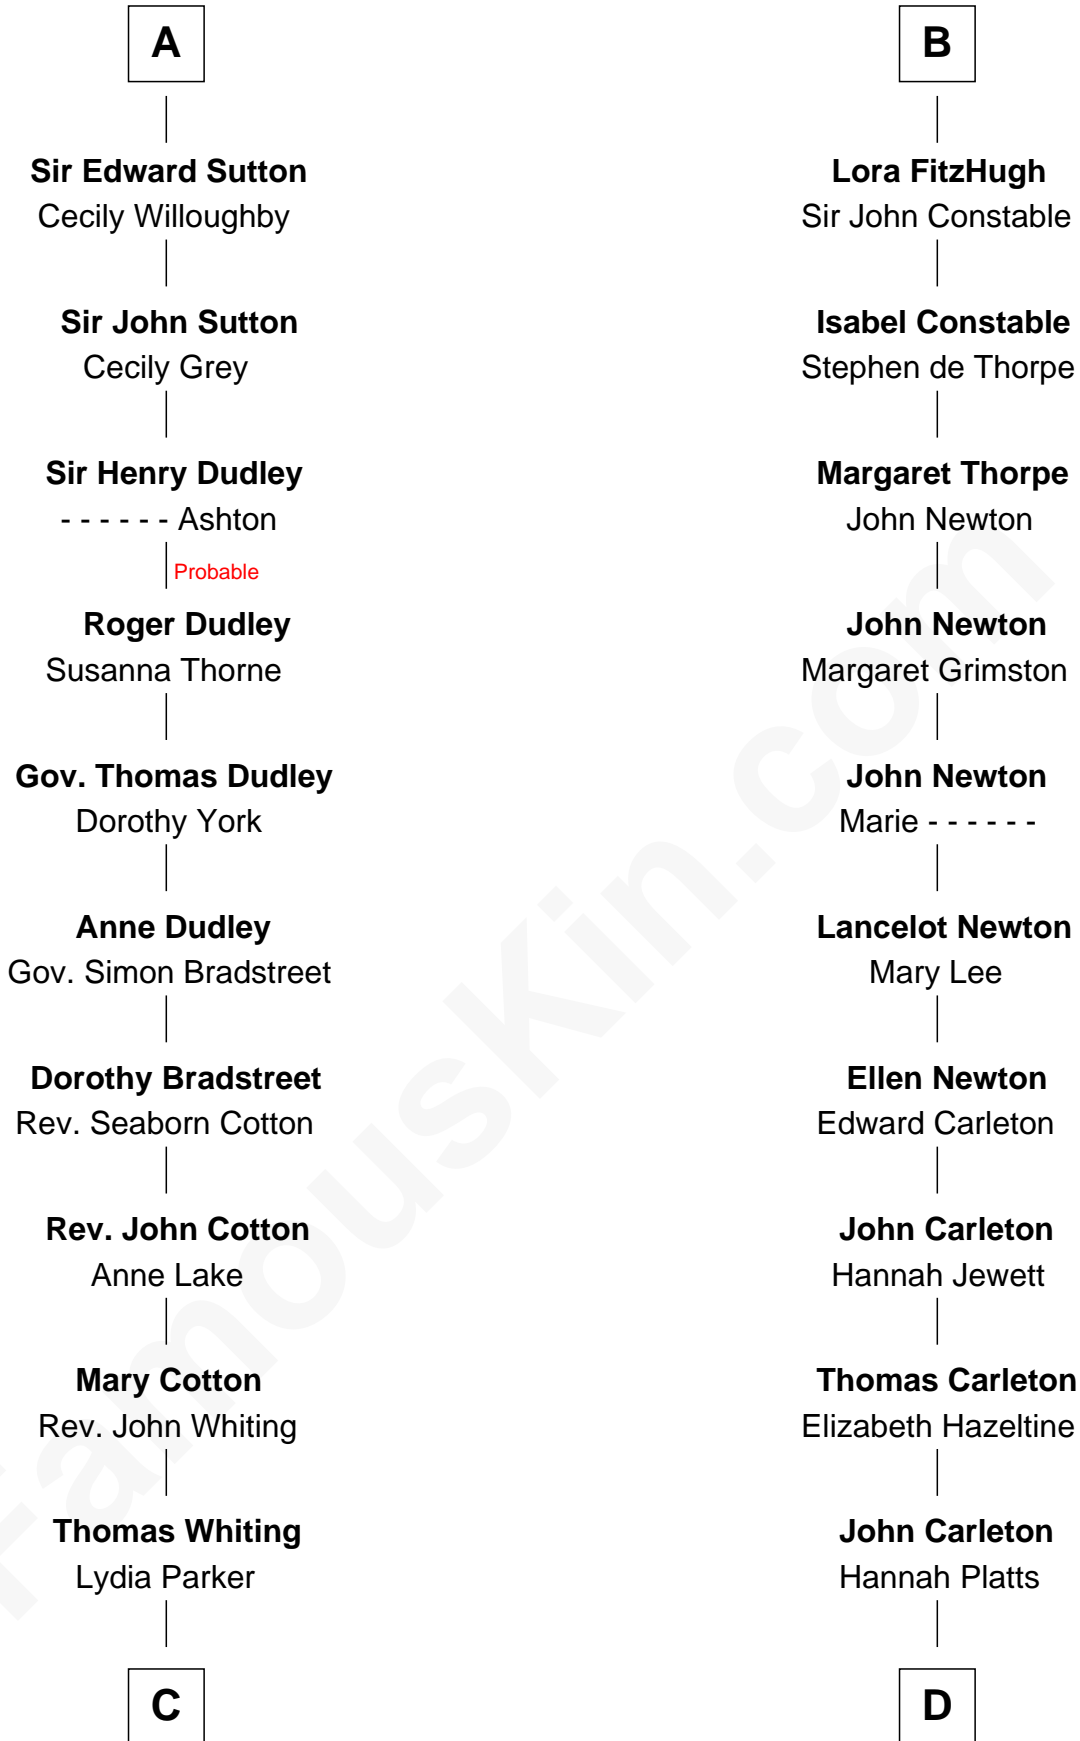 A
Sir Edward Sutton
Cecily Willoughby
Sir John Sutton
Cecily Grey
Sir Henry Dudley
- - - - - - Ashton
Probable
Roger Dudley
Susanna Thorne
Gov. Thomas Dudley
Dorothy York
Anne Dudley
Gov. Simon Bradstreet
Dorothy Bradstreet
Rev. Seaborn Cotton
Rev. John Cotton
Anne Lake
Mary Cotton
Rev. John Whiting
Thomas Whiting
Lydia Parker
C
B
Lora FitzHugh
Sir John Constable
Isabel Constable
Stephen de Thorpe
Margaret Thorpe
John Newton
John Newton
Margaret Grimston
John Newton
Marie - - - - - -
Lancelot Newton
Mary Lee
Ellen Newton
Edward Carleton
John Carleton
Hannah Jewett
Thomas Carleton
Elizabeth Hazeltine
John Carleton
Hannah Platts
D
FamousKin.com